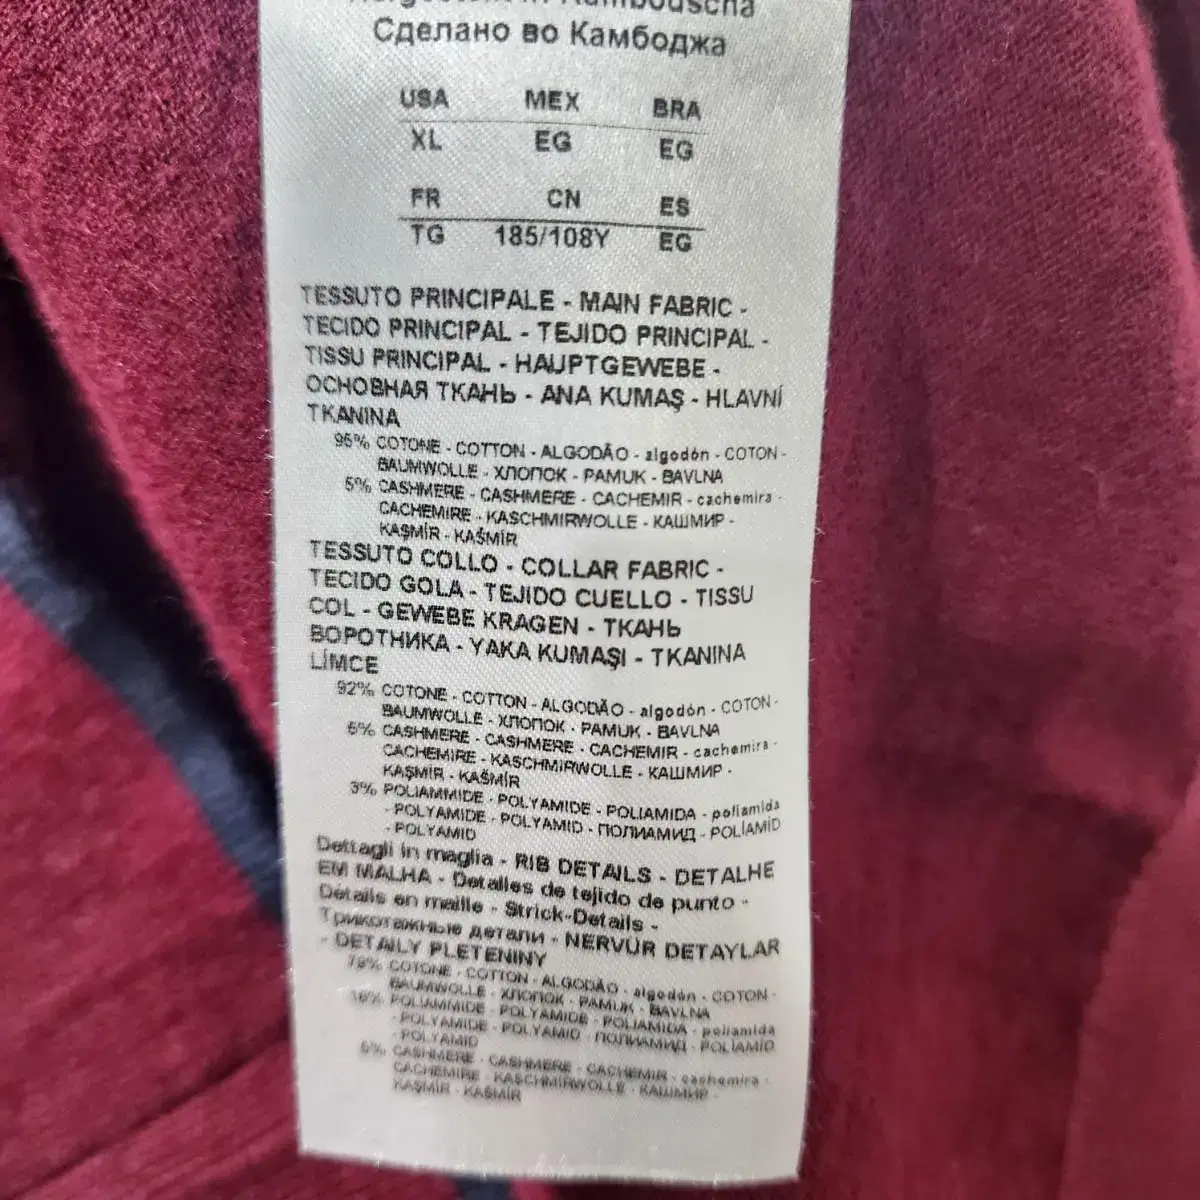 Сделано во Камбоджа
USA MEX BRA
XL EG EG
FR CN ES
TG 185/108Y EG
TESSUTO PRINCIPALE - MAIN FABRIC -
TECIDO PRINCIPAL - TEJIDO PRINCIPAL -
TISSU PRINCIPAL - HAUPTGEWEBE -
ОСНОВНАЯ ТКАНЬ - ANA KUMAŞ - HLAVNÍ
TKANINA
95% COTONE - COTTON - ALGODÃO - algodón - COTON -
BAUMWOLLE - ХЛОПОК - PAMUK - BAVLNA
5% CASHMERE - CASHMERE - CACHEMIR - cachemira -
CACHEMIRE - KASCHMIRWOLLE - КАШМИР -
KAŞMİR - KAŠMÍR
TESSUTO COLLO - COLLAR FABRIC -
TECIDO GOLA - TEJIDO CUELLO - TISSU
COL - GEWEBE KRAGEN - ТКАНЬ
ВОРОТНИКА - YAKA KUMAŞI - TKANINA
LÍMCE
92% COTONE - COTTON - ALGODÃO - algodón - COTON -
BAUMWOLLE - ХЛОПОК - PAMUK - BAVLNA
5% CASHMERE - CASHMERE - CACHEMIR - cachemira -
CACHEMIRE - KASCHMIRWOLLE - КАШМИР -
KAŞMİR - KAŠMÍR
3% POLIAMMIDE - POLYAMIDE - POLIAMIDA - poliamida
- POLYAMIDE - POLYAMID - ПОЛИАМИД - POLİAMİD
- POLYAMID
Dettagli in maglia - RIB DETAILS - DETALHE
EM MALHA - Detalles de tejido de punto -
Détails en maille - Strick-Details -
Трикотажные детали - NERVÜR DETAYLAR
- DETAILY PLETENINY
79% COTONE - COTTON - ALGODÃO - algodón - COTON -
BAUMWOLLE - ХЛОПОК - PAMUK - BAVLNA
16% POLIAMMIDE - POLYAMIDE - POLIAMIDA - poliamida
- POLYAMIDE - POLYAMID - ПОЛИАМИД - POLİAMİD
- POLYAMID
5% CASHMERE - CASHMERE - CACHEMIR - cachemira -
CACHEMIRE - KASCHMIRWOLLE - КАШМИР -
KAŞMİR - KAŠMÍR